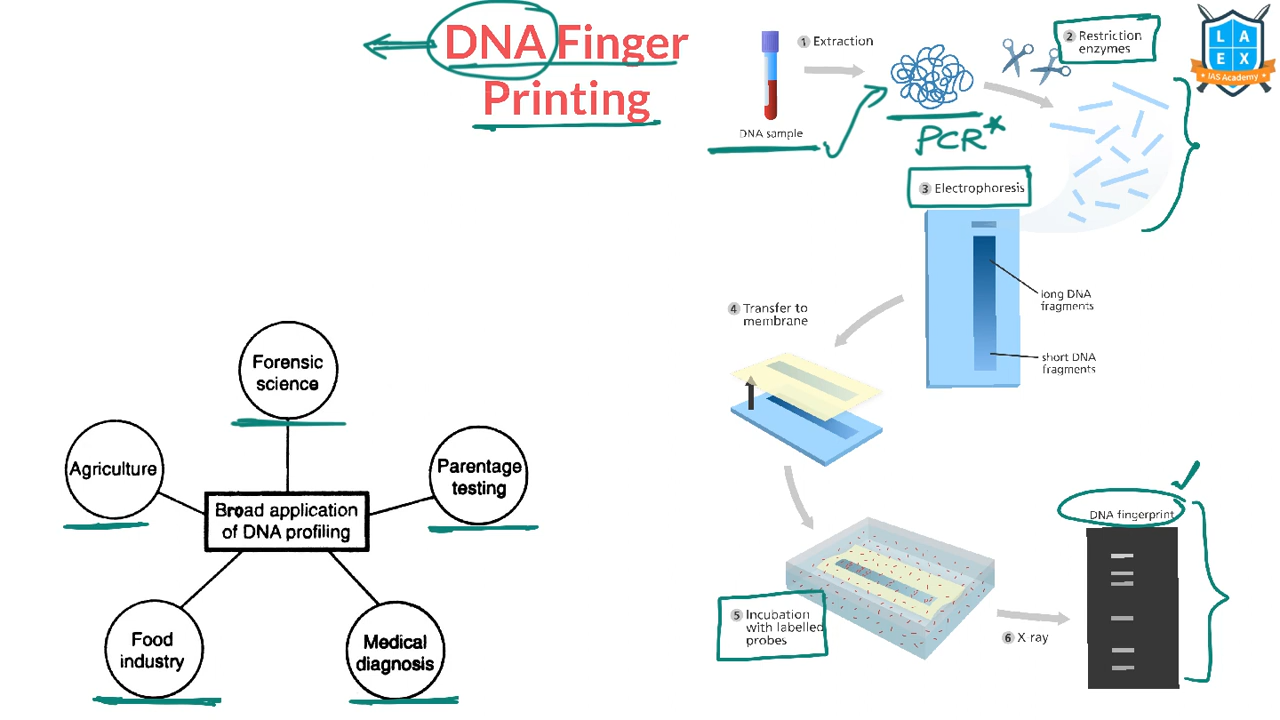 DNA Finger
Printing
1 Extraction
2 Restriction
enzymes
DNA sample
PCR*
3 Electrophoresis
long DNA
fragments
short DNA
fragments
4 Transfer to
membrane
5 Incubation
with labelled
probes
6 X ray
DNA fingerprint
Forensic
science
Agriculture
Parentage
testing
Broad application
of DNA profiling
Food
industry
Medical
diagnosis
L A
E X
IAS Academy